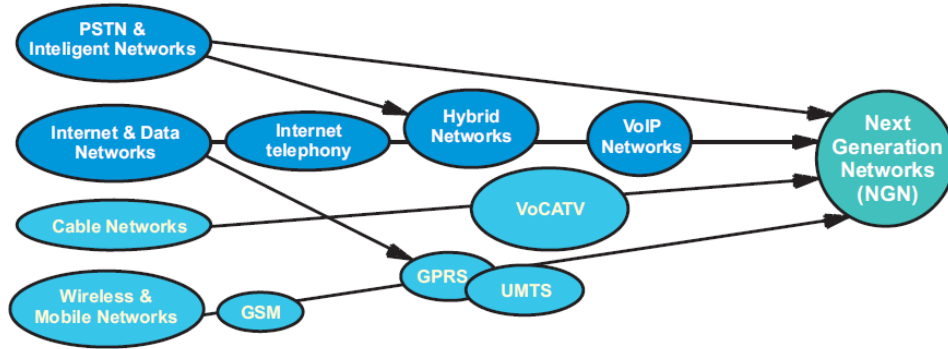 PSTN &
Inteligent Networks
Internet & Data
Networks
Internet
telephony
Hybrid
Networks
VoIP
Networks
Next
Generation
Networks
(NGN)
Cable Networks
VoCATV
Wireless &
Mobile Networks
GSM
GPRS
UMTS